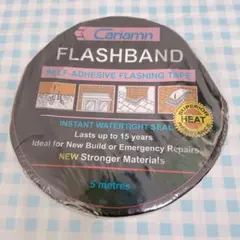 Cariamn
FLASHBAND
SELF-ADHESIVE FLASHING TAPE
INSTANT WATERTIGHT SEAL
Lasts up to 15 years
Ideal for New Build or Emergency Repairs
NEW Stronger Materials
5 metres
SUPERIOR
HEAT